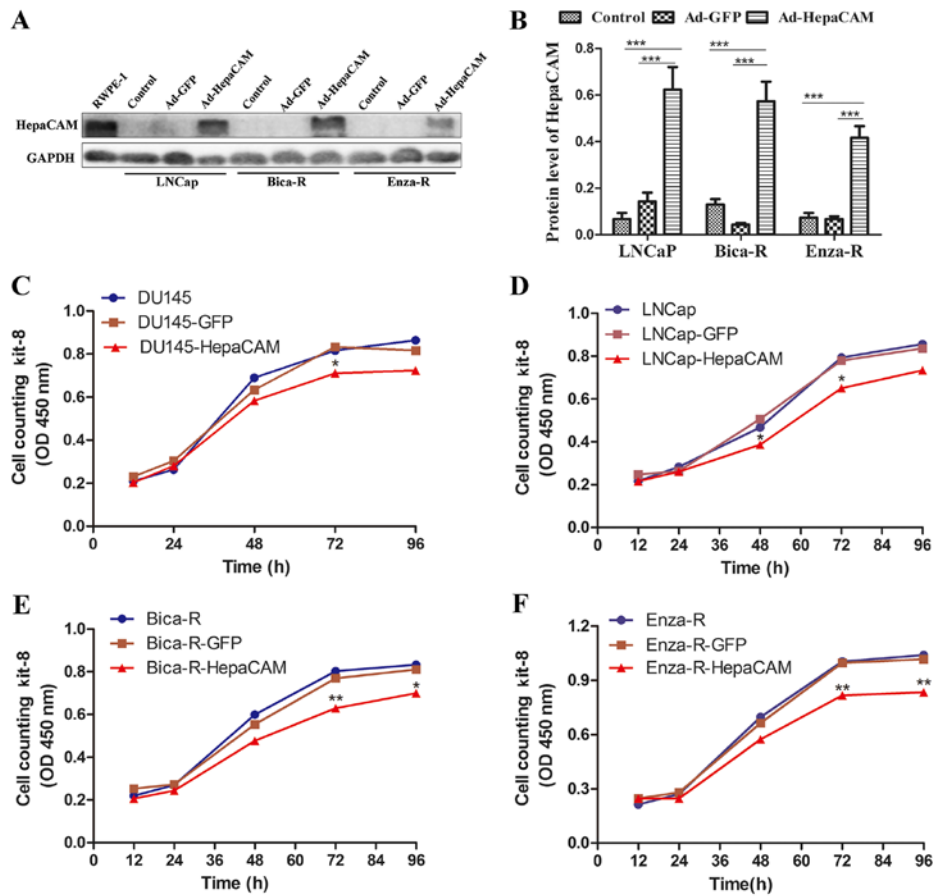 A
RWPE-1
Control
Ad-GFP
Ad-HepaCAM
Control
Ad-GFP
Ad-HepaCAM
Control
Ad-GFP
Ad-HepaCAM
HepaCAM
GAPDH
LNCap
Bica-R
Enza-R
B
Control
Ad-GFP
Ad-HepaCAM
Protein level of HepaCAM
0.8
0.6
0.4
0.2
0.0
***
***
***
***
***
***
LNCaP
Bica-R
Enza-R
C
DU145
DU145-GFP
DU145-HepaCAM
Cell counting kit-8
(OD 450 nm)
1.0
0.8
0.6
0.4
0.2
0.0
*
0
24
48
72
96
Time (h)
D
LNCap
LNCap-GFP
LNCap-HepaCAM
Cell counting kit-8
(OD 450 nm)
1.0
0.8
0.6
0.4
0.2
0.0
*
*
0 12 24 36 48 60 72 84 96
Time (h)
E
Bica-R
Bica-R-GFP
Bica-R-HepaCAM
Cell counting kit-8
(OD 450 nm)
1.0
0.8
0.6
0.4
0.2
0.0
**
*
0 12 24 36 48 60 72 84 96
Time (h)
F
Enza-R
Enza-R-GFP
Enza-R-HepaCAM
Cell counting kit-8
(OD 450 nm)
1.2
0.9
0.6
0.3
0.0
**
**
0 12 24 36 48 60 72 84 96
Time(h)